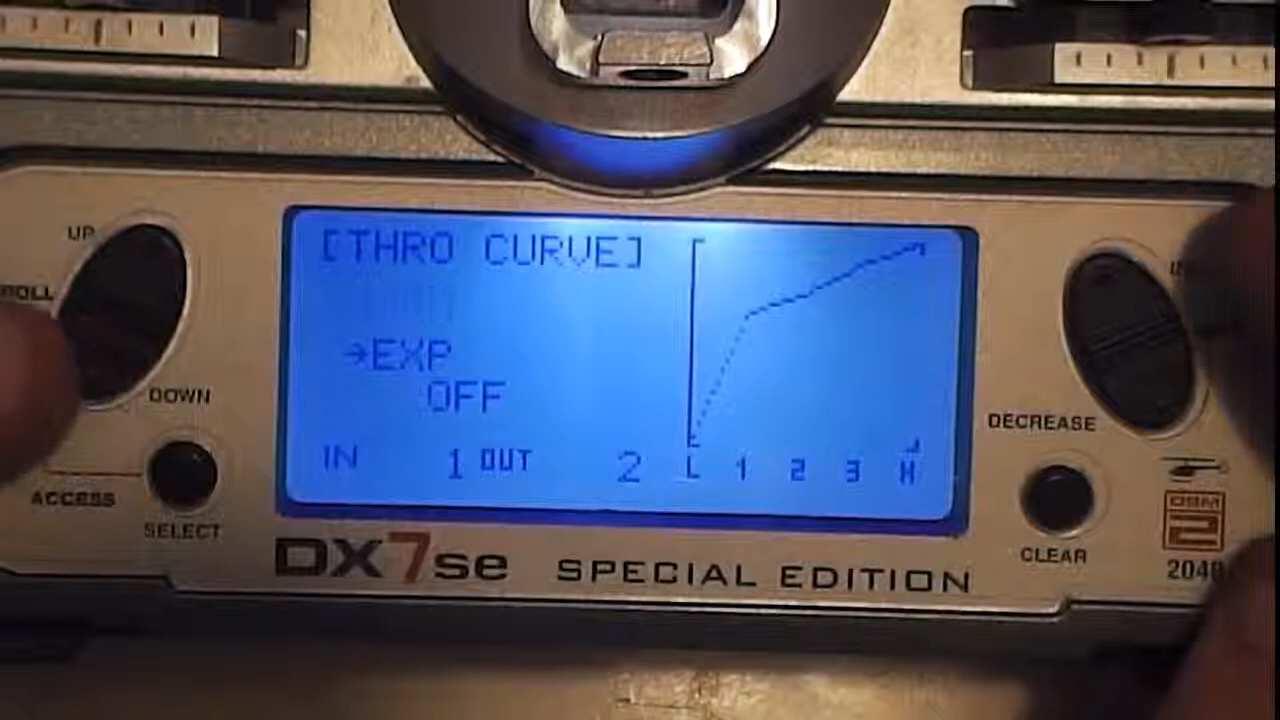 UP
ROLL
DOWN
ACCESS
SELECT
[THRO CURVE]
→EXP
OFF
IN 1 OUT 2
L 1 2 3 H
DECREASE
CLEAR
DSM
2
DX7se SPECIAL EDITION